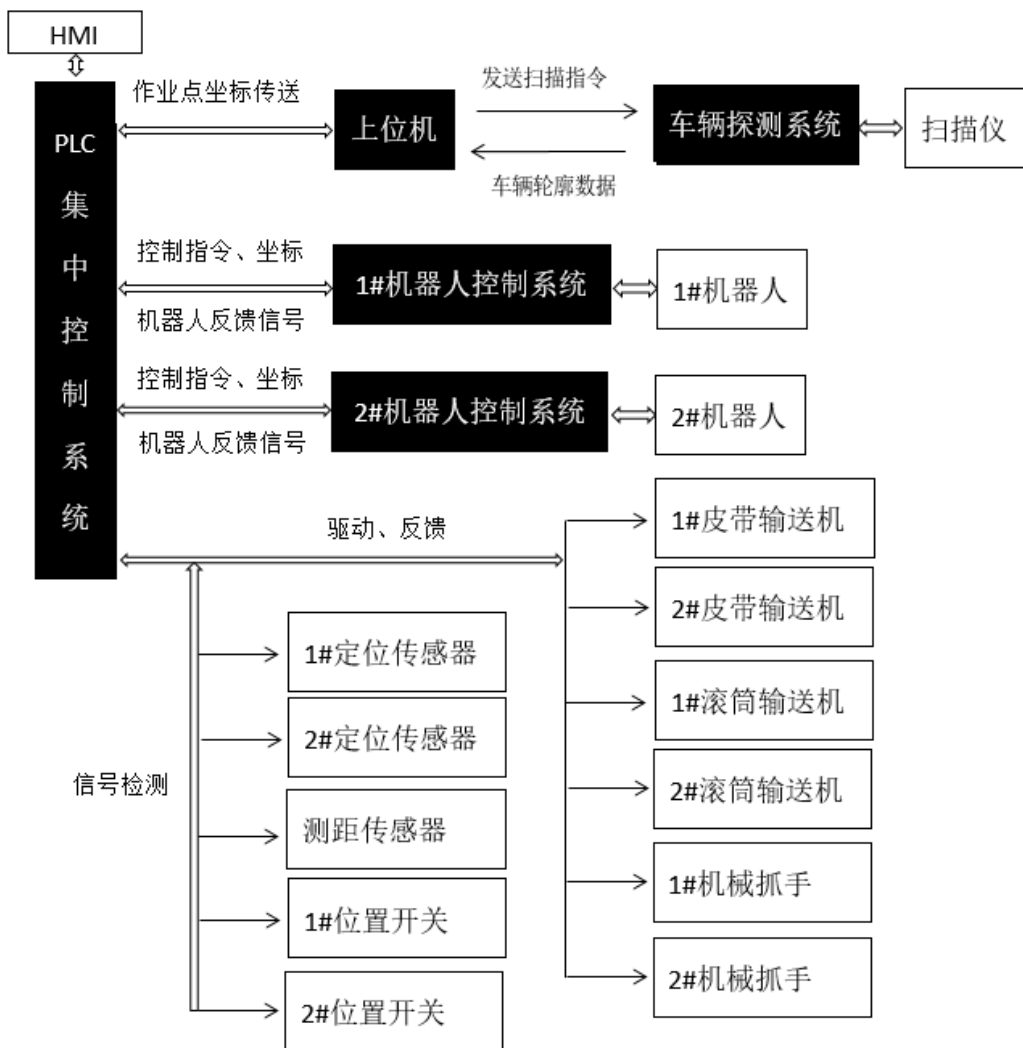 HMI
PLC
集
中
控
制
系
统
作业点坐标传送
上位机
发送扫描指令
车辆轮廓数据
车辆探测系统
扫描仪
控制指令、坐标
机器人反馈信号
1#机器人控制系统
1#机器人
控制指令、坐标
机器人反馈信号
2#机器人控制系统
2#机器人
驱动、反馈
1#皮带输送机
2#皮带输送机
1#滚筒输送机
2#滚筒输送机
1#机械抓手
2#机械抓手
信号检测
1#定位传感器
2#定位传感器
测距传感器
1#位置开关
2#位置开关